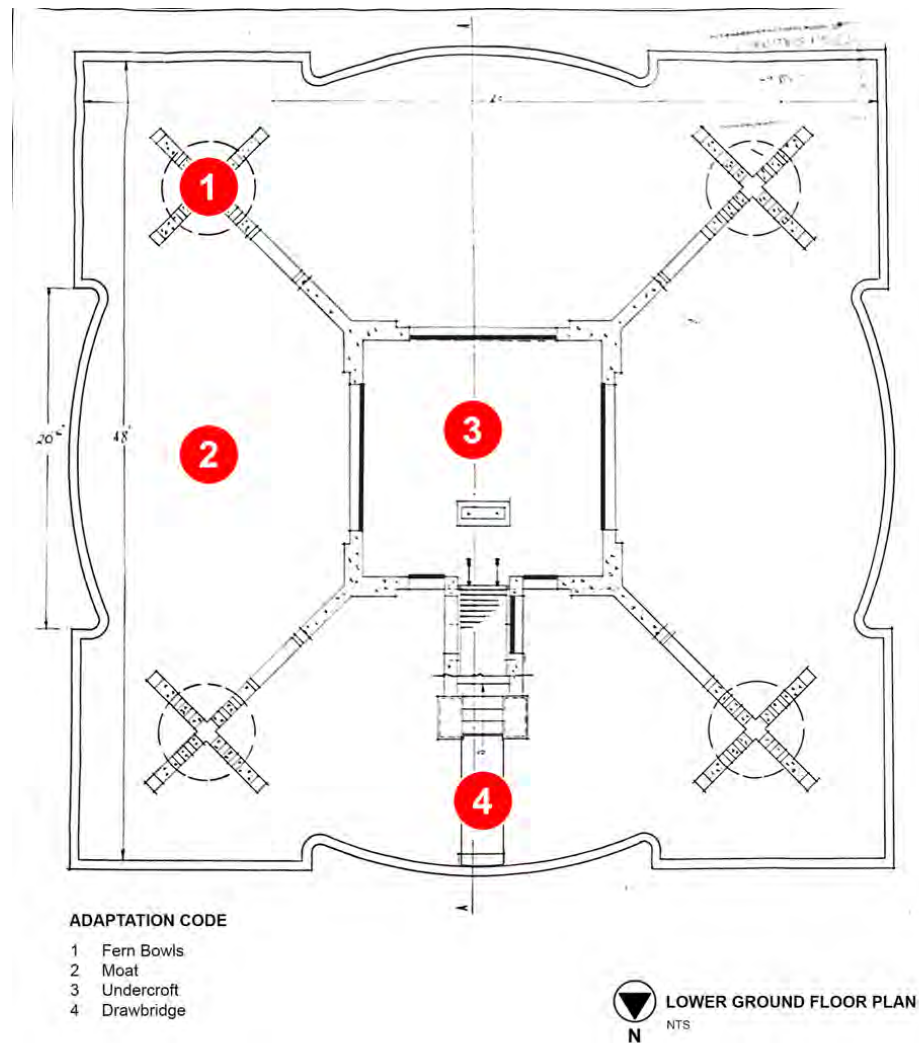 A
1
20'-6"
48'
2
3
4
A
ADAPTATION CODE
1 Fern Bowls
2 Moat
3 Undercroft
4 Drawbridge
LOWER GROUND FLOOR PLAN
NTS
N